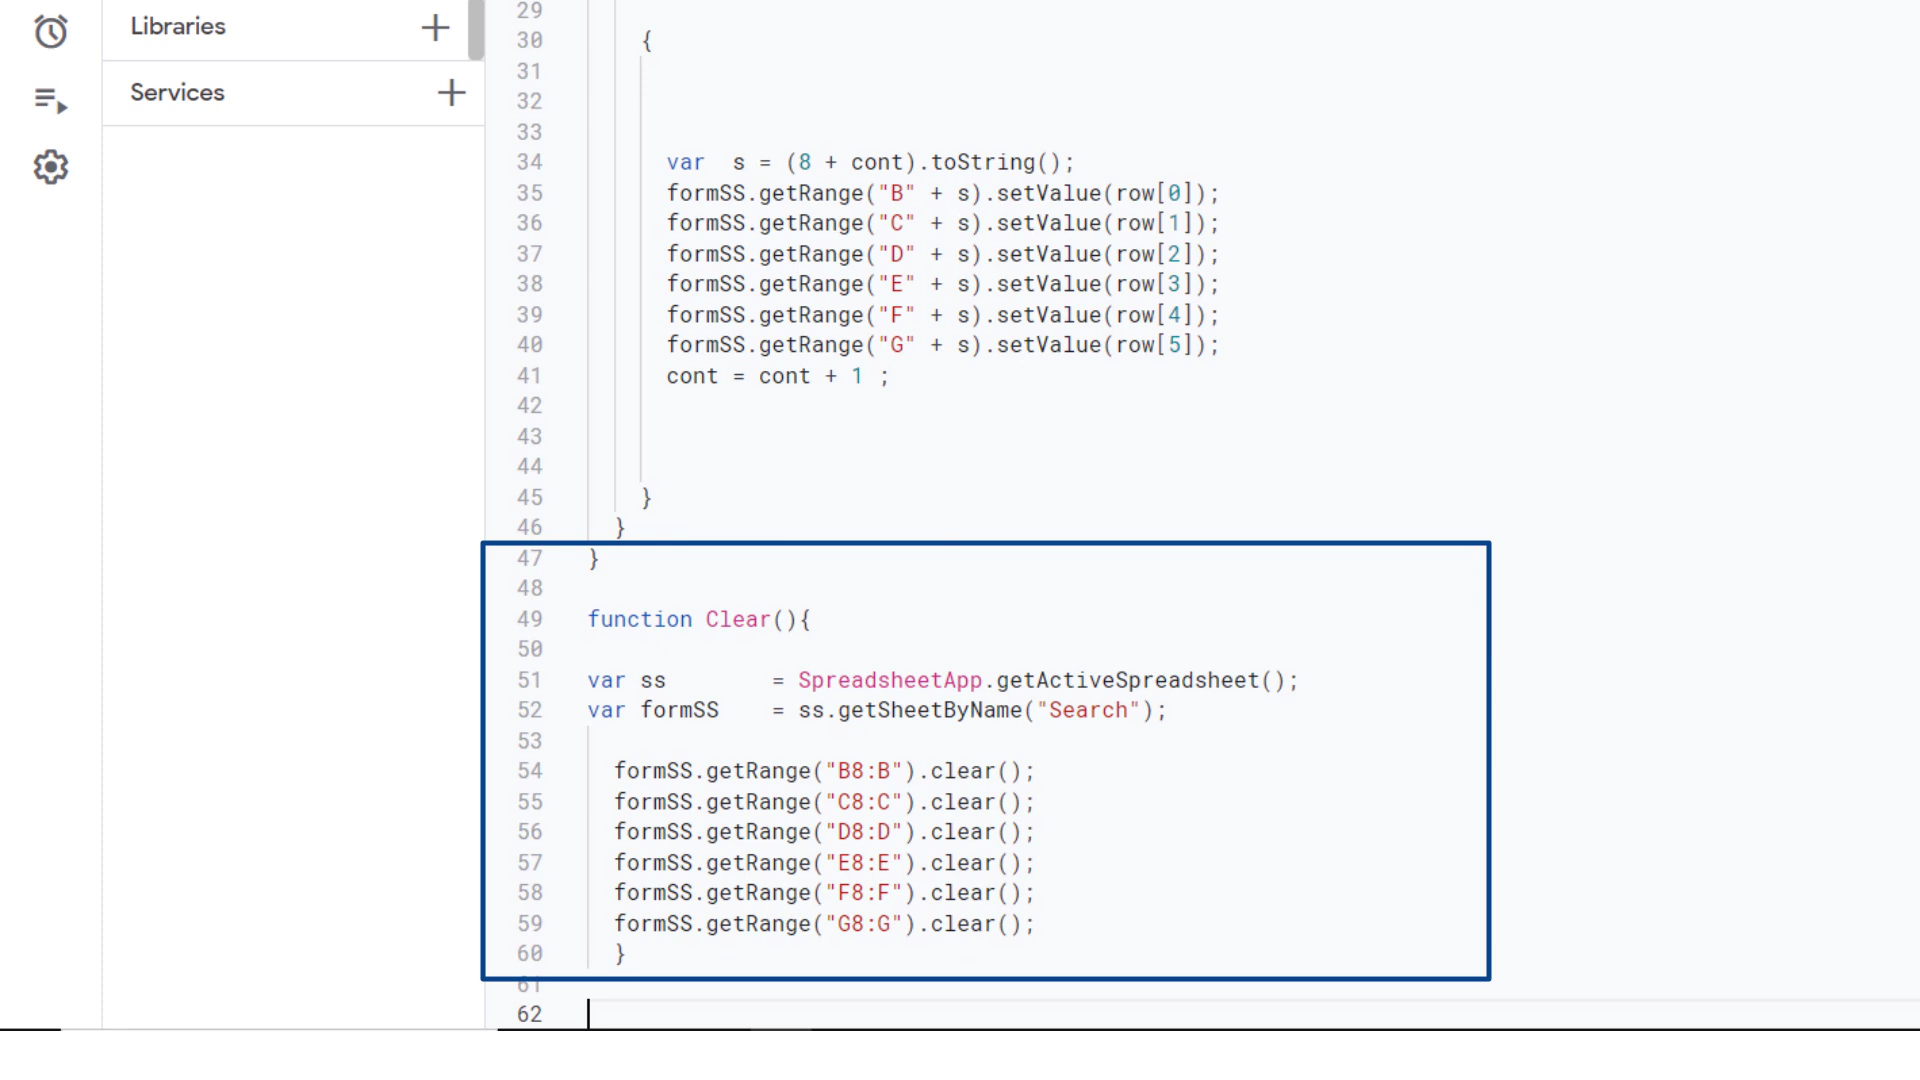 Libraries
Services
29
30 {
31
32
33
34 var s = (8 + cont).toString();
35 formSS.getRange("B" + s).setValue(row[0]);
36 formSS.getRange("C" + s).setValue(row[1]);
37 formSS.getRange("D" + s).setValue(row[2]);
38 formSS.getRange("E" + s).setValue(row[3]);
39 formSS.getRange("F" + s).setValue(row[4]);
40 formSS.getRange("G" + s).setValue(row[5]);
41 cont = cont + 1 ;
42
43
44
45 }
46 }
47 }
48
49 function Clear(){
50
51 var ss = SpreadsheetApp.getActiveSpreadsheet();
52 var formSS = ss.getSheetByName("Search");
53
54 formSS.getRange("B8:B").clear();
55 formSS.getRange("C8:C").clear();
56 formSS.getRange("D8:D").clear();
57 formSS.getRange("E8:E").clear();
58 formSS.getRange("F8:F").clear();
59 formSS.getRange("G8:G").clear();
60 }
61
62